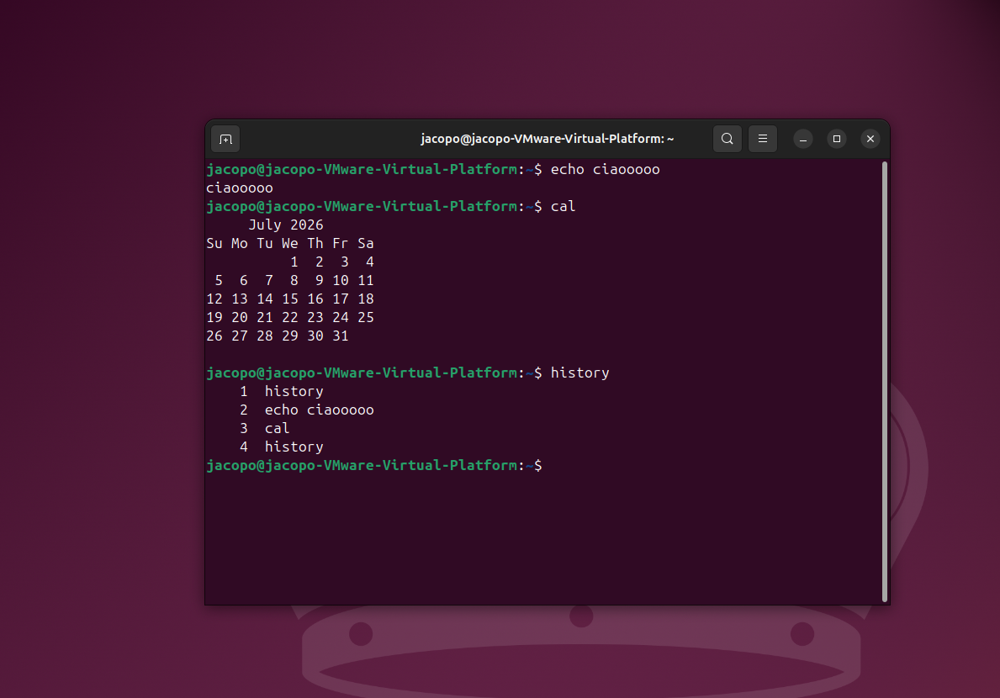 jacopo@jacopo-VMware-Virtual-Platform: ~
jacopo@jacopo-VMware-Virtual-Platform:~$ echo ciaooooo
ciaooooo
jacopo@jacopo-VMware-Virtual-Platform:~$ cal
     July 2026
Su Mo Tu We Th Fr Sa
          1  2  3  4
 5  6  7  8  9 10 11
12 13 14 15 16 17 18
19 20 21 22 23 24 25
26 27 28 29 30 31
jacopo@jacopo-VMware-Virtual-Platform:~$ history
    1  history
    2  echo ciaooooo
    3  cal
    4  history
jacopo@jacopo-VMware-Virtual-Platform:~$